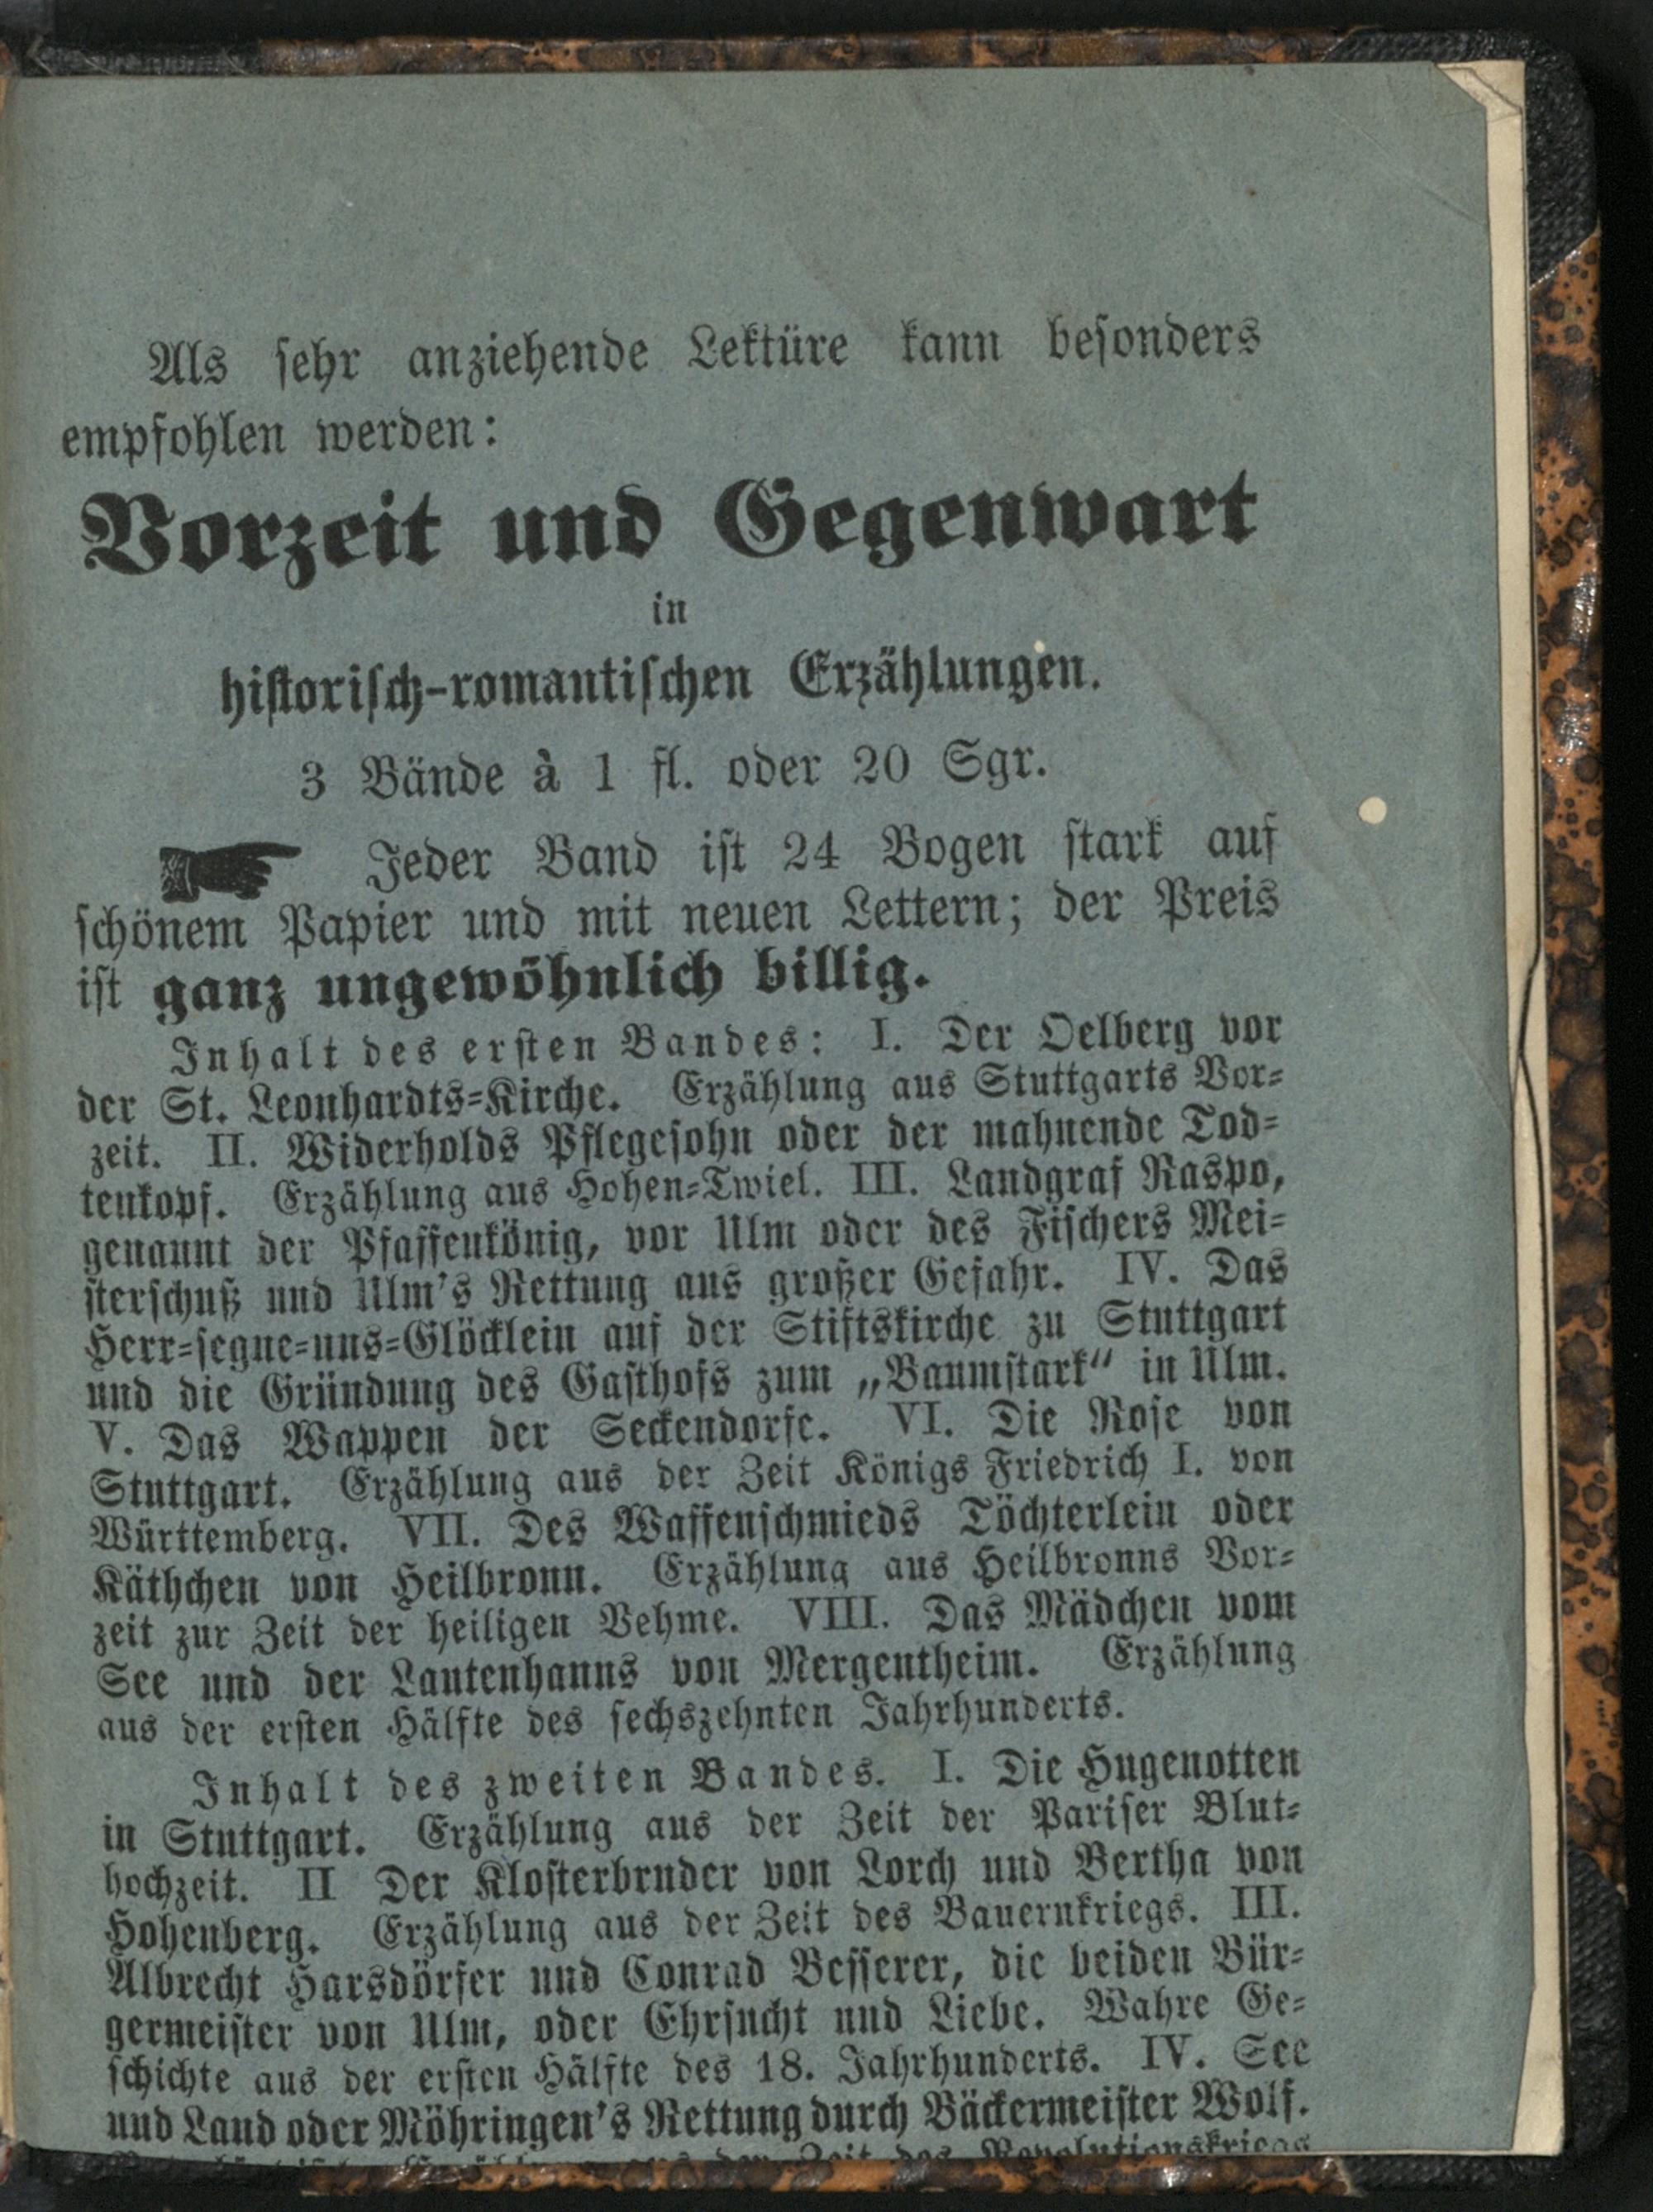 Als sehr anziehende Lektüre kann besonders
empfohlen werden:
Vorzeit und Gegenwart
in
historisch-romantischen Erzählungen.
3 Bände à 1 fl. oder 20 Sgr.
Jeder Band ist 24 Bogen stark auf
schönem Papier und mit neuen Lettern; der Preis
ist ganz ungewöhnlich billig.
Inhalt des ersten Bandes: I. Der Oelberg vor
der St. Leonhardts-Kirche. Erzählung aus Stuttgarts Vor-
zeit. II. Widerholds Pflegesohn oder der mahnende Tod-
tenkopf. Erzählung aus Hohen-Twiel. III. Landgraf Raspo,
genannt der Pfaffenkönig, vor Ulm oder des Fischers Mei-
sterschuß und Ulm's Rettung aus großer Gefahr. IV. Das
Herr-segne-uns-Glöcklein auf der Stiftskirche zu Stuttgart
und die Gründung des Gasthofs zum „Baumstark“ in Ulm.
V. Das Wappen der Seckendorfe. VI. Die Rose von
Stuttgart. Erzählung aus der Zeit Königs Friedrich I. von
Württemberg. VII. Des Waffenschmieds Töchterlein oder
Käthchen von Heilbronn. Erzählung aus Heilbronns Vor-
zeit zur Zeit der heiligen Vehme. VIII. Das Mädchen vom
See und der Lautenhanns von Mergentheim. Erzählung
aus der ersten Hälfte des sechszehnten Jahrhunderts.
Inhalt des zweiten Bandes. I. Die Hugenotten
in Stuttgart. Erzählung aus der Zeit der Pariser Blut-
hochzeit. II Der Klosterbruder von Lorch und Bertha von
Hohenberg. Erzählung aus der Zeit des Bauernkriegs. III.
Albrecht Harsdörfer und Conrad Besserer, die beiden Bür-
germeister von Ulm, oder Ehrsucht und Liebe. Wahre Ge-
schichte aus der ersten Hälfte des 18. Jahrhunderts. IV. See
und Land oder Möhringen's Rettung durch Bäckermeister Wolf.
aus der Zeit des Revolutionskriegs